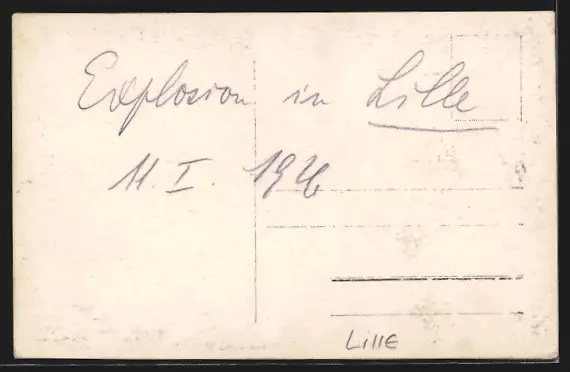 Explosion in Lille
11. I. 1916
LillE